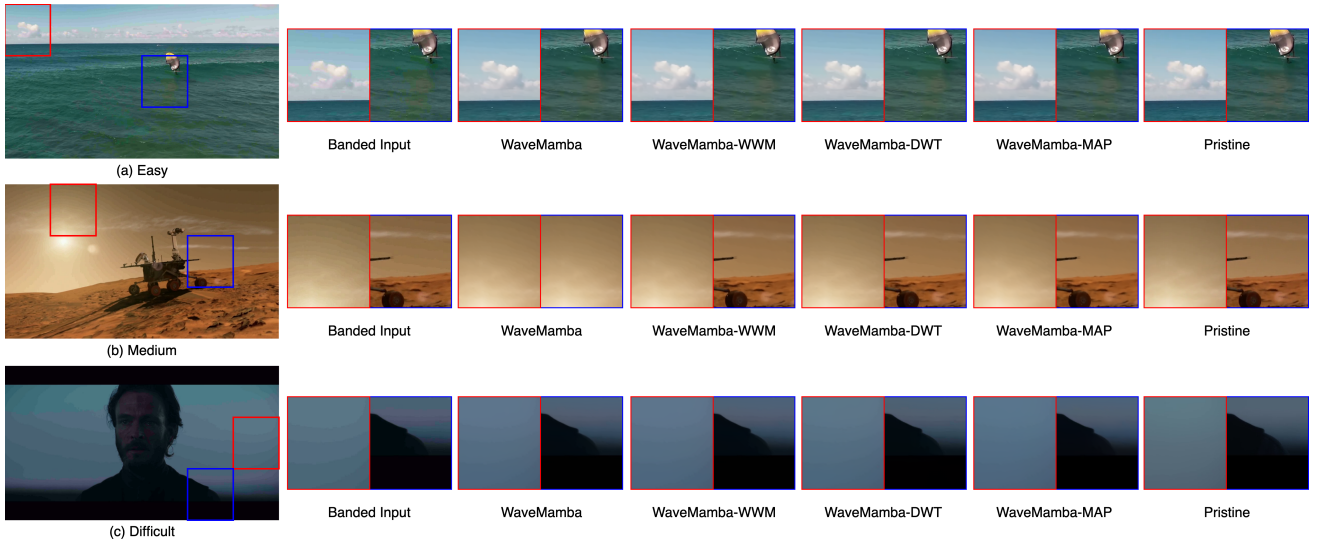 Banded Input WaveMamba WaveMamba-WWM WaveMamba-DWT WaveMamba-MAP Pristine
(a) Easy
Banded Input WaveMamba WaveMamba-WWM WaveMamba-DWT WaveMamba-MAP Pristine
(b) Medium
Banded Input WaveMamba WaveMamba-WWM WaveMamba-DWT WaveMamba-MAP Pristine
(c) Difficult